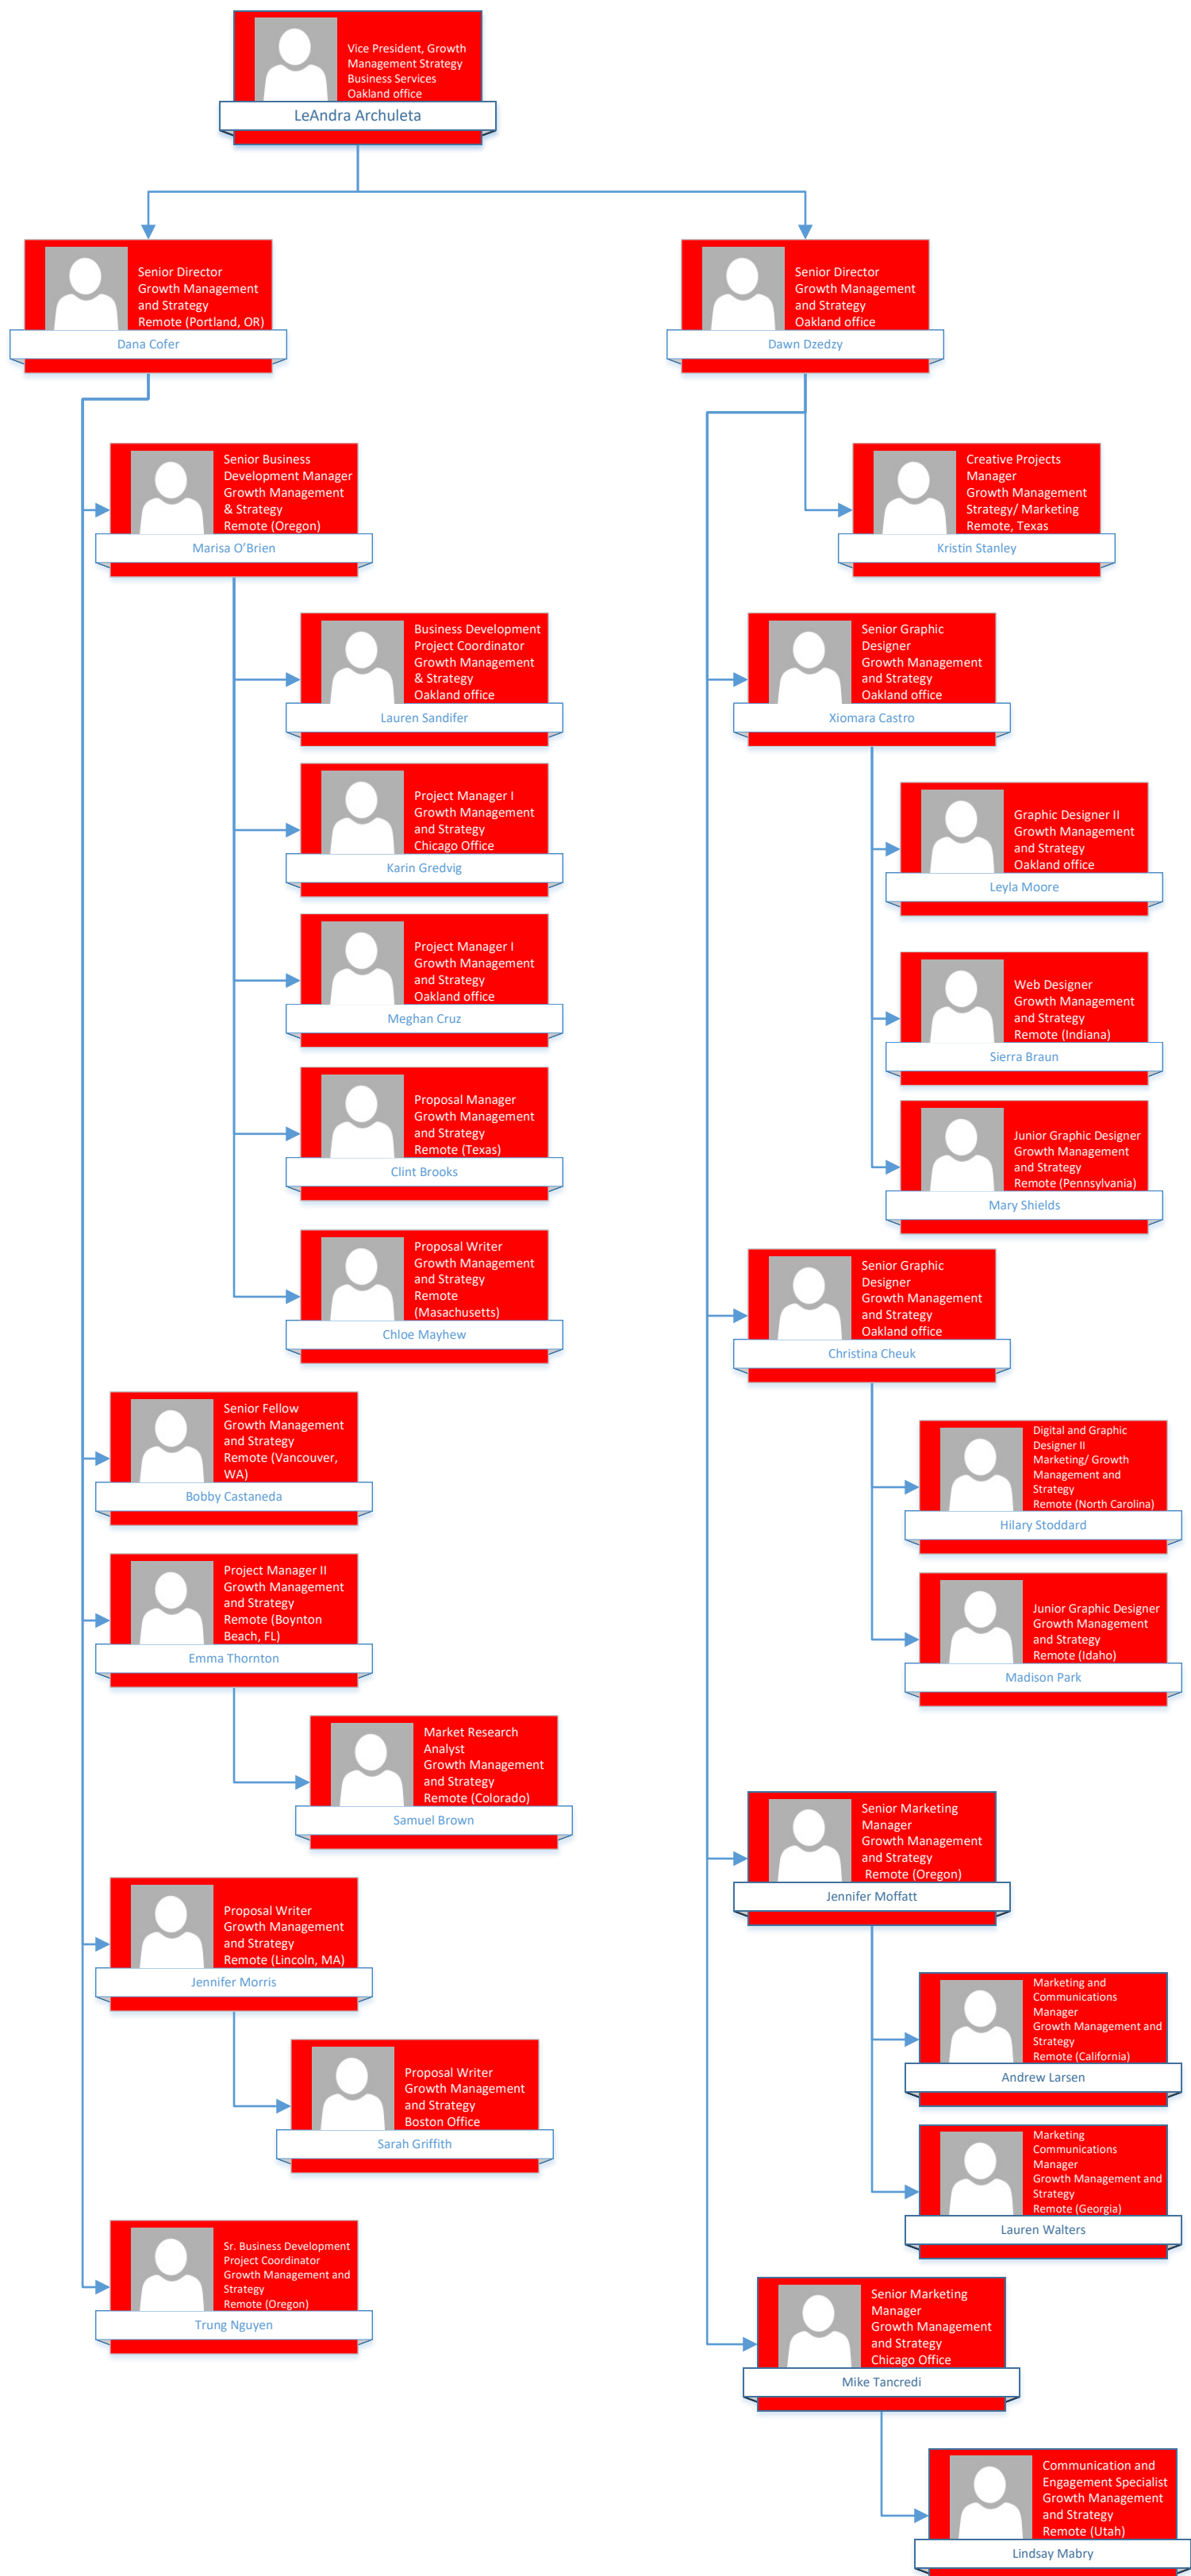 Vice President, Growth
Management Strategy
Business Services
Oakland office
LeAndra Archuleta
Senior Director
Growth Management
and Strategy
Remote (Portland, OR)
Dana Cofer
Senior Business
Development Manager
Growth Management
& Strategy
Remote (Oregon)
Marisa O’Brien
Business Development
Project Coordinator
Growth Management
& Strategy
Oakland office
Lauren Sandifer
Project Manager I
Growth Management
and Strategy
Chicago Office
Karin Gredvig
Project Manager I
Growth Management
and Strategy
Oakland office
Meghan Cruz
Proposal Manager
Growth Management
and Strategy
Remote (Texas)
Clint Brooks
Proposal Writer
Growth Management
and Strategy
Remote
(Masachusetts)
Chloe Mayhew
Senior Fellow
Growth Management
and Strategy
Remote (Vancouver,
WA)
Bobby Castaneda
Project Manager II
Growth Management
and Strategy
Remote (Boynton
Beach, FL)
Emma Thornton
Market Research
Analyst
Growth Management
and Strategy
Remote (Colorado)
Samuel Brown
Proposal Writer
Growth Management
and Strategy
Remote (Lincoln, MA)
Jennifer Morris
Proposal Writer
Growth Management
and Strategy
Boston Office
Sarah Griffith
Sr. Business Development
Project Coordinator
Growth Management and
Strategy
Remote (Oregon)
Trung Nguyen
Senior Director
Growth Management
and Strategy
Oakland office
Dawn Dzedzy
Creative Projects
Manager
Growth Management
Strategy/ Marketing
Remote, Texas
Kristin Stanley
Senior Graphic
Designer
Growth Management
and Strategy
Oakland office
Xiomara Castro
Graphic Designer II
Growth Management
and Strategy
Oakland office
Leyla Moore
Web Designer
Growth Management
and Strategy
Remote (Indiana)
Sierra Braun
Junior Graphic Designer
Growth Management
and Strategy
Remote (Pennsylvania)
Mary Shields
Senior Graphic
Designer
Growth Management
and Strategy
Oakland office
Christina Cheuk
Digital and Graphic
Designer II
Marketing/ Growth
Management and
Strategy
Remote (North Carolina)
Hilary Stoddard
Junior Graphic Designer
Growth Management
and Strategy
Remote (Idaho)
Madison Park
Senior Marketing
Manager
Growth Management
and Strategy
Remote (Oregon)
Jennifer Moffatt
Marketing and
Communications
Manager
Growth Management and
Strategy
Remote (California)
Andrew Larsen
Marketing
Communications
Manager
Growth Management and
Strategy
Remote (Georgia)
Lauren Walters
Senior Marketing
Manager
Growth Management
and Strategy
Chicago Office
Mike Tancredi
Communication and
Engagement Specialist
Growth Management
and Strategy
Remote (Utah)
Lindsay Mabry